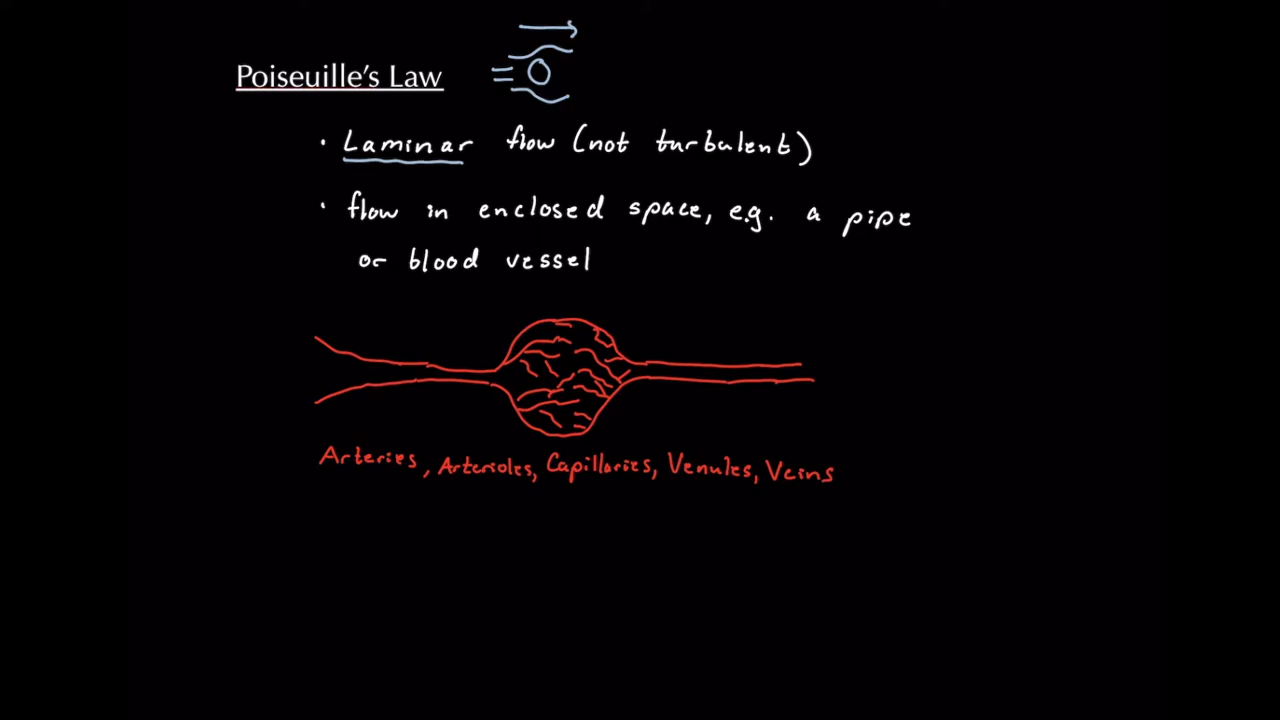 Poiseuille's Law
· Laminar flow (not turbulent)
· flow in enclosed space, e.g. a pipe
or blood vessel
Arteries, Arterioles, Capillaries, Venules, Veins